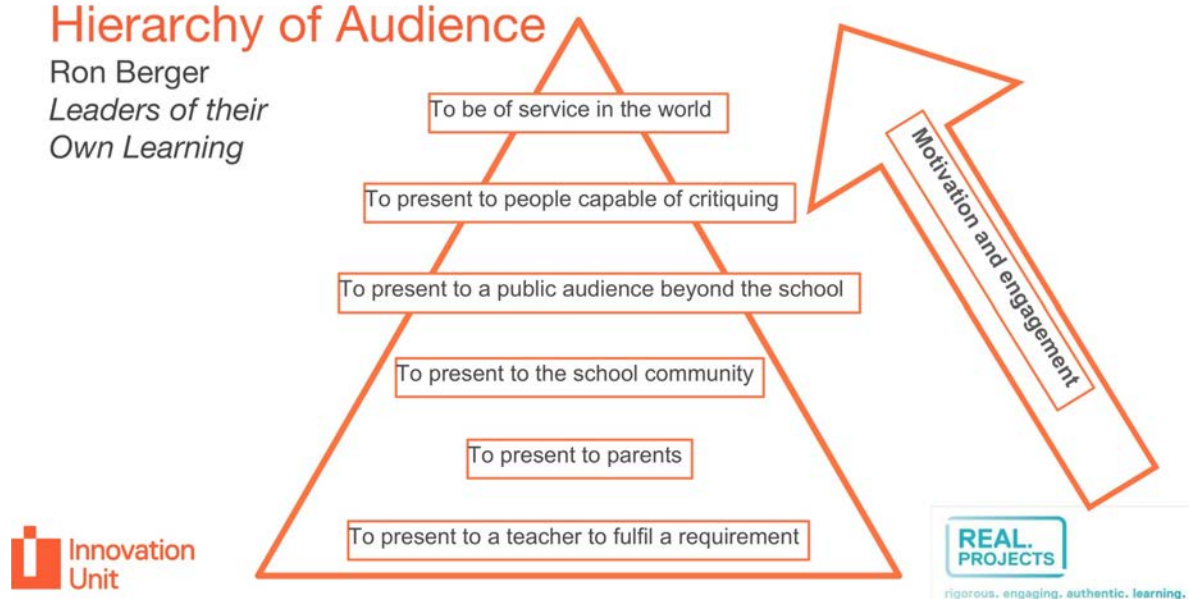 Hierarchy of Audience
Ron Berger
Leaders of their
Own Learning
To be of service in the world
To present to people capable of critiquing
To present to a public audience beyond the school
To present to the school community
To present to parents
To present to a teacher to fulfil a requirement
Motivation and engagement
Innovation
Unit
REAL.
PROJECTS
rigorous. engaging. authentic. learning.